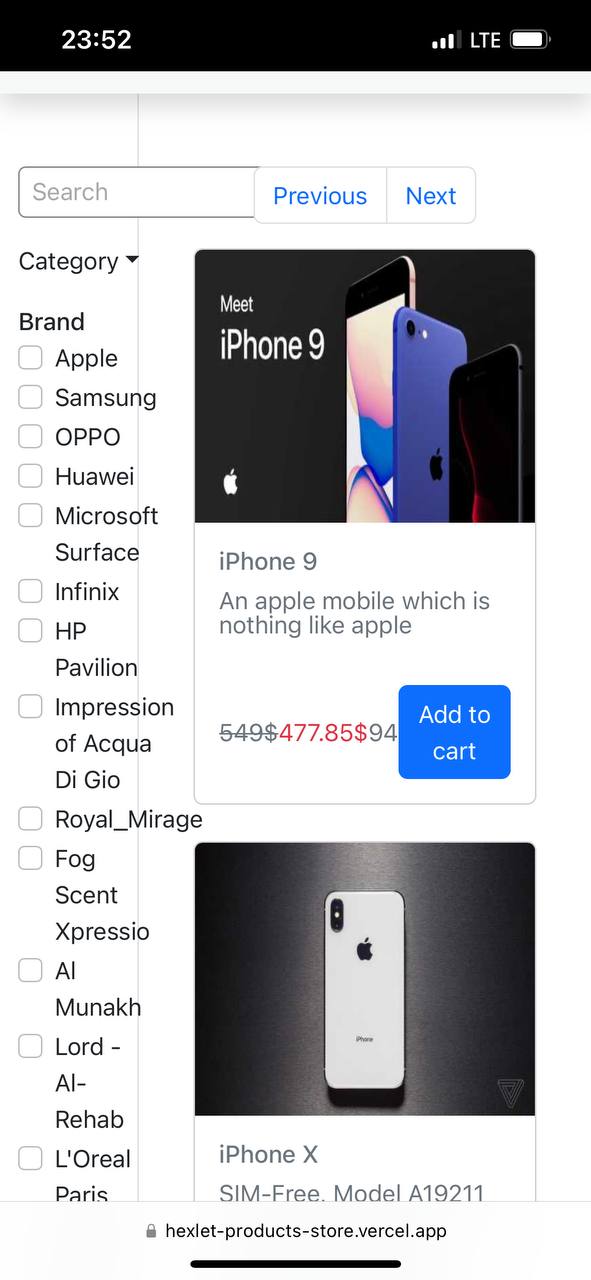 23:52
LTE
Search
Previous
Next
Category
Brand
Apple
Samsung
OPPO
Huawei
Microsoft
Surface
Infinix
HP
Pavilion
Impression
of Acqua
Di Gio
Royal_Mirage
Fog
Scent
Xpressio
Al
Munakh
Lord -
Al-
Rehab
L'Oreal
Paris
Meet
iPhone 9
iPhone 9
An apple mobile which is
nothing like apple
549$477.85$94
Add to
cart
iPhone
iPhone X
SIM-Free, Model A19211
hexlet-products-store.vercel.app